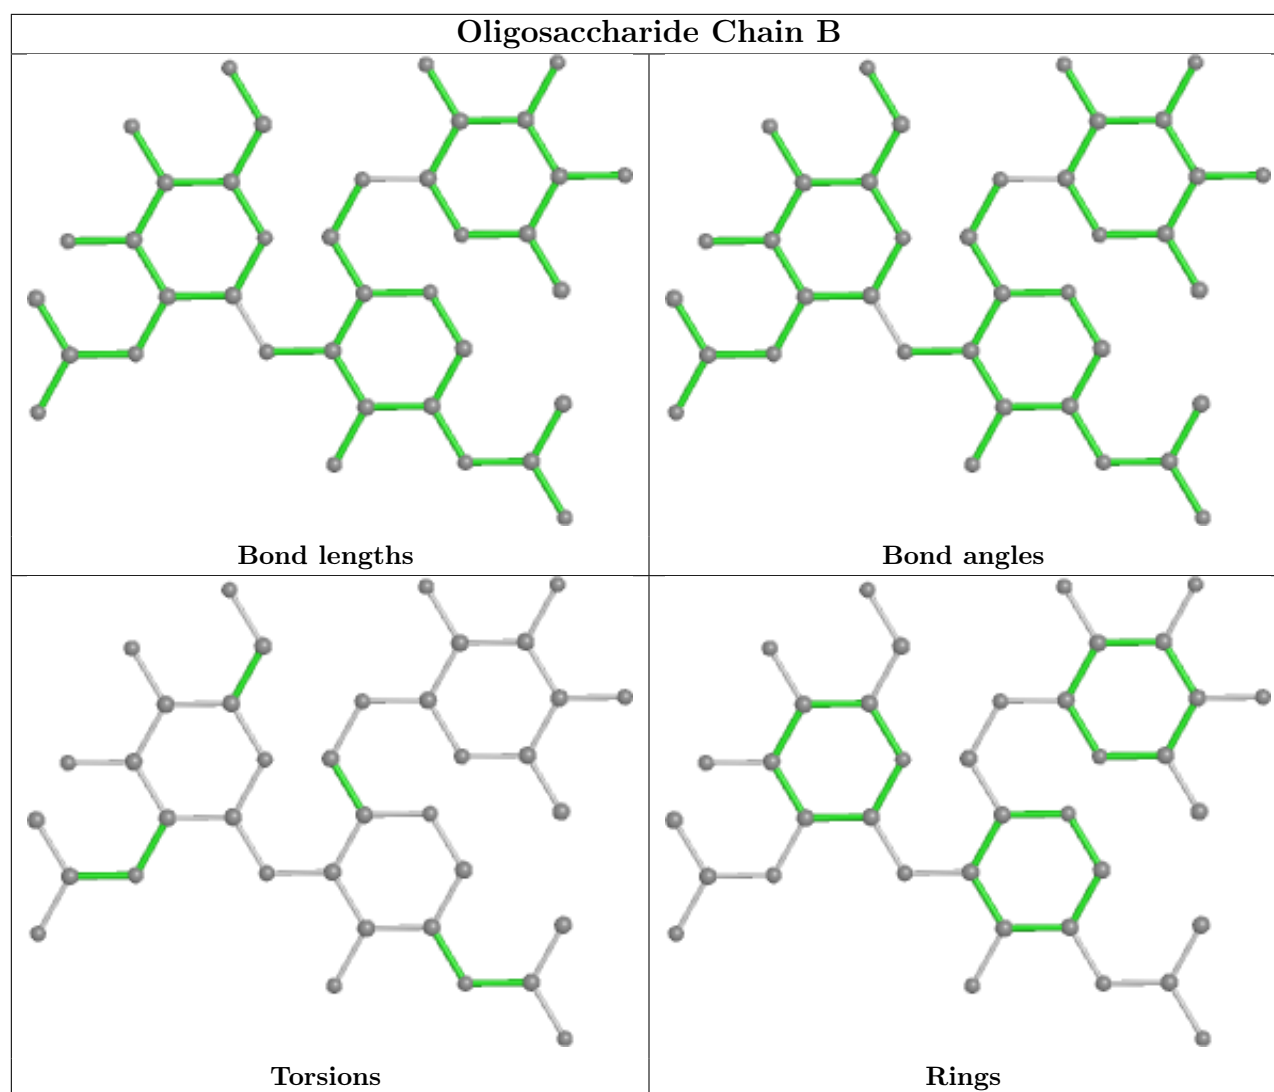 Oligosaccharide Chain B
Bond lengths
Bond angles
Torsions
Rings